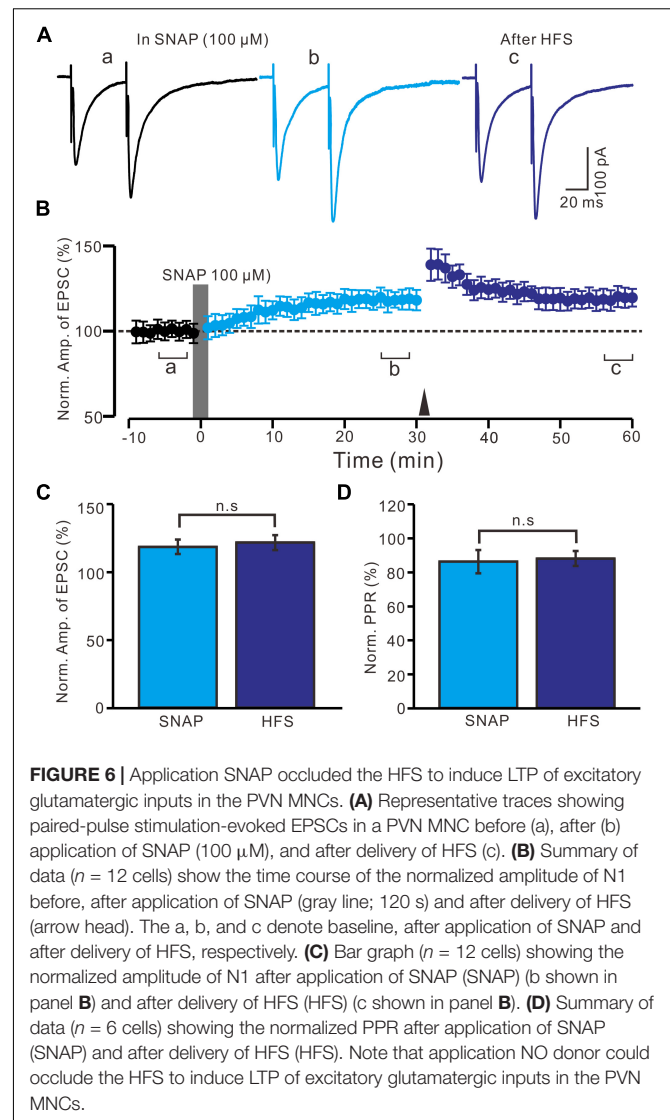 A
In SNAP (100 μM)
After HFS
a
b
c
100 pA
20 ms
B
Norm. Amp. of EPSC (%)
150
100
50
SNAP 100 μM)
a
b
c
-10 0 10 20 30 40 50 60
Time (min)
C
Norm. Amp. of EPSC (%)
150
100
50
0
n.s
SNAP HFS
D
Norm. PPR (%)
120
100
80
60
40
20
0
n.s
SNAP HFS
FIGURE 6 | Application SNAP occluded the HFS to induce LTP of excitatory
glutamatergic inputs in the PVN MNCs. (A) Representative traces showing
paired-pulse stimulation-evoked EPSCs in a PVN MNC before (a), after (b)
application of SNAP (100 μM), and after delivery of HFS (c). (B) Summary of
data (n = 12 cells) show the time course of the normalized amplitude of N1
before, after application of SNAP (gray line; 120 s) and after delivery of HFS
(arrow head). The a, b, and c denote baseline, after application of SNAP and
after delivery of HFS, respectively. (C) Bar graph (n = 12 cells) showing the
normalized amplitude of N1 after application of SNAP (SNAP) (b shown in
panel B) and after delivery of HFS (HFS) (c shown in panel B). (D) Summary of
data (n = 6 cells) showing the normalized PPR after application of SNAP
(SNAP) and after delivery of HFS (HFS). Note that application NO donor could
occlude the HFS to induce LTP of excitatory glutamatergic inputs in the PVN
MNCs.